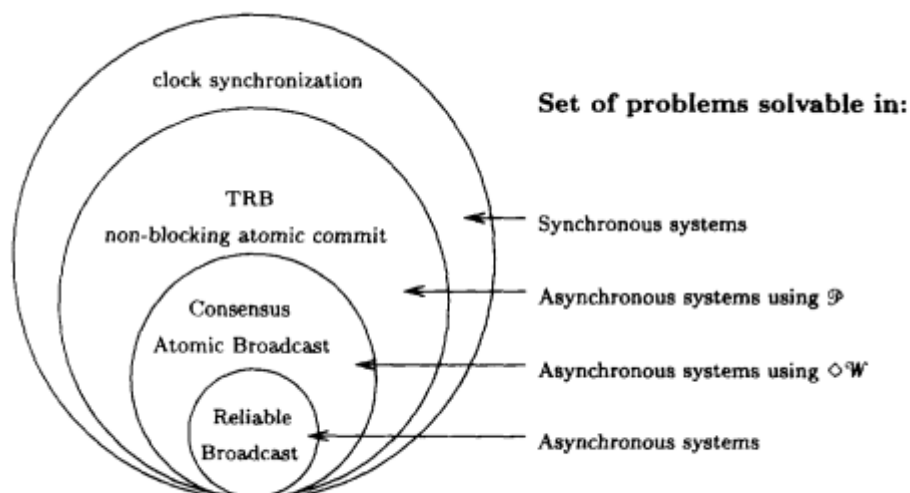 clock synchronization
Set of problems solvable in:
TRB
non-blocking atomic commit
Synchronous systems
Consensus
Asynchronous systems using 𝒫
Atomic Broadcast
Asynchronous systems using ◇𝒲
Reliable
Broadcast
Asynchronous systems